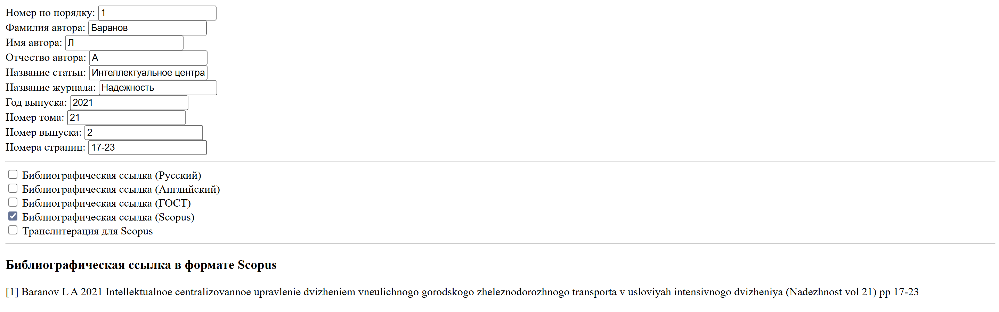 Номер по порядку: 1
Фамилия автора: Баранов
Имя автора: Л
Отчество автора: А
Название статьи: Интеллектуальное центра
Название журнала: Надежность
Год выпуска: 2021
Номер тома: 21
Номер выпуска: 2
Номера страниц: 17-23
Библиографическая ссылка (Русский)
Библиографическая ссылка (Английский)
Библиографическая ссылка (ГОСТ)
Библиографическая ссылка (Scopus)
Транслитерация для Scopus
Библиографическая ссылка в формате Scopus
[1] Baranov L A 2021 Intellektualnoe centralizovannoe upravlenie dvizheniem vneulichnogo gorodskogo zheleznodorozhnogo transporta v usloviyah intensivnogo dvizheniya (Nadezhnost vol 21) pp 17-23